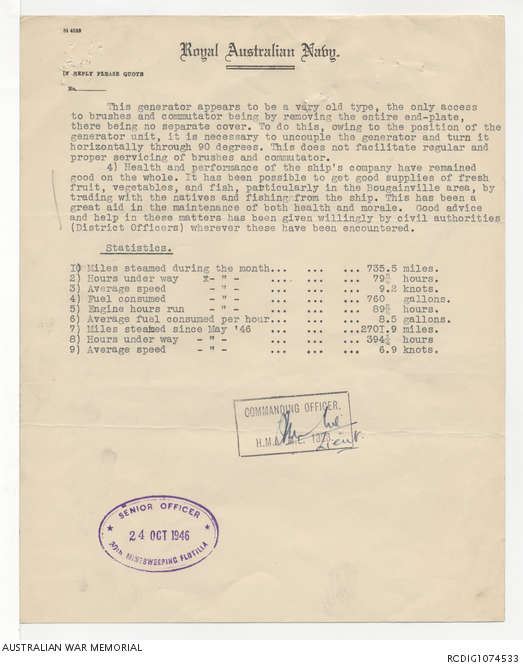 Royal Australian Navy.
IN REPLY PLEASE QUOTE
No.
This generator appears to be a vary old type, the only access
to brushes and commutator being by removing the entire end-plate,
there being no separate cover. To do this, owing to the position of the
generator unit, it is necessary to uncouple the generator and turn it
horizontally through 90 degrees. This does not facilitate regular and
proper servicing of brushes and commutator.
4) Health and performance of the ship's company have remained
good on the whole. It has been possible to get good supplies of fresh
fruit, vegetables, and fish, particularly in the Bougainville area, by
trading with the natives and fishing from the ship. This has been a
great aid in the maintenance of both health and morale. Good advice
and help in these matters has been given willingly by civil authorities
(District Officers) wherever these have been encountered.
Statistics.
1) Miles steamed during the month... ... ... 735.5 miles.
2) Hours under way x- " - ... ... ... hours.
3) Average speed - " - ... ... ... 9.2 knots.
4) Fuel consumed - " - ... ... ... 760 gallons.
5) Engine hours run - " - ... ... ... hours.
6) Average fuel consumed per hour... ... ... 8.5 gallons.
7) Miles steamed since May '46 ... ... ... 2701.9 miles.
8) Hours under way - " - ... ... ... hours
9) Average speed - " - ... ... ... 6.9 knots.
COMMANDING OFFICER.
Lieut.
SENIOR OFFICER
24 OCT 1946
MINESWEEPING FLOTILLA
AUSTRALIAN WAR MEMORIAL
RCDIG1074533